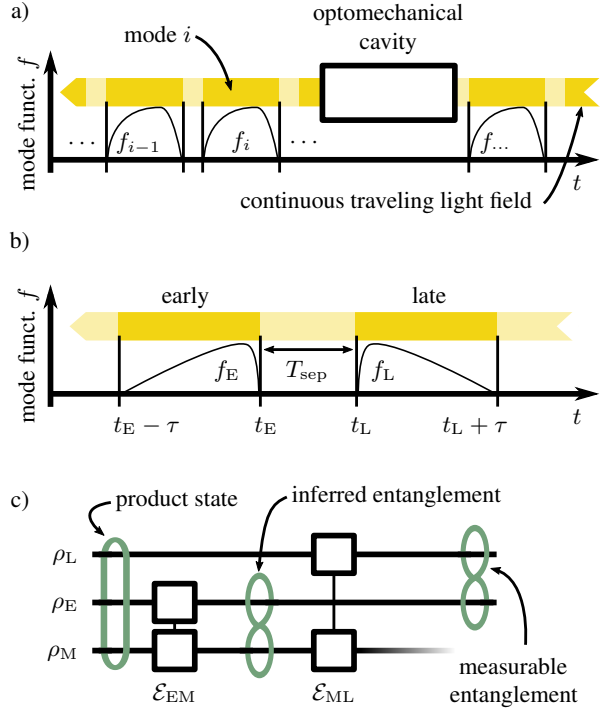 a)
optomechanical
cavity
mode i
mode funct. f
... f_{i−1} f_i ... f_{...}
t
continuous traveling light field
b)
early late
mode funct. f
f_E T_sep f_L
t_E − τ t_E t_L t_L + τ t
c)
product state inferred entanglement
ρ_L
ρ_E
ρ_M
ℰ_EM ℰ_ML
measurable
entanglement